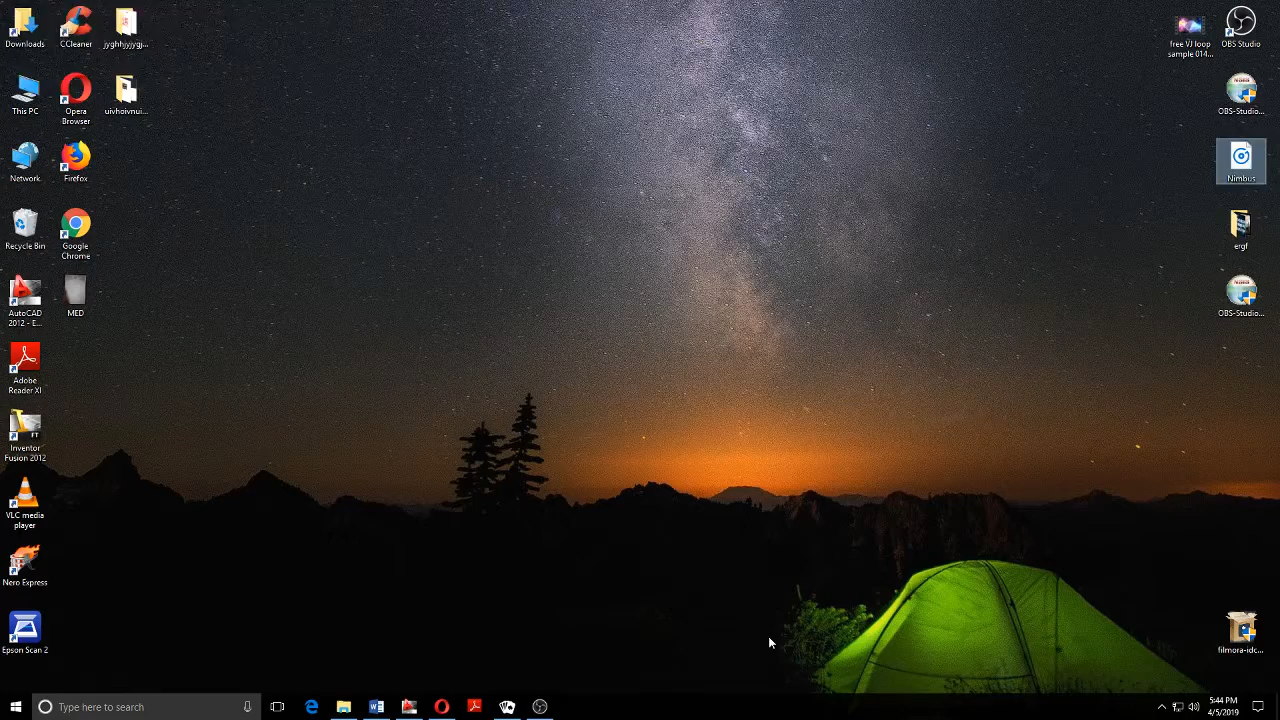 Downloads
CCleaner
jyghhjyjygj...
This PC
Opera
Browser
uivhoivnui...
Network
Firefox
Recycle Bin
Google
Chrome
AutoCAD
2012 - E...
MED
Adobe
Reader XI
Inventor
Fusion 2012
VLC media
player
Nero Express
Epson Scan 2
free VJ loop
sample 014...
OBS Studio
OBS-Studio...
Nimbus
ergf
OBS-Studio...
filmora-idc...
Type here to search
5:44 PM
4/5/2019